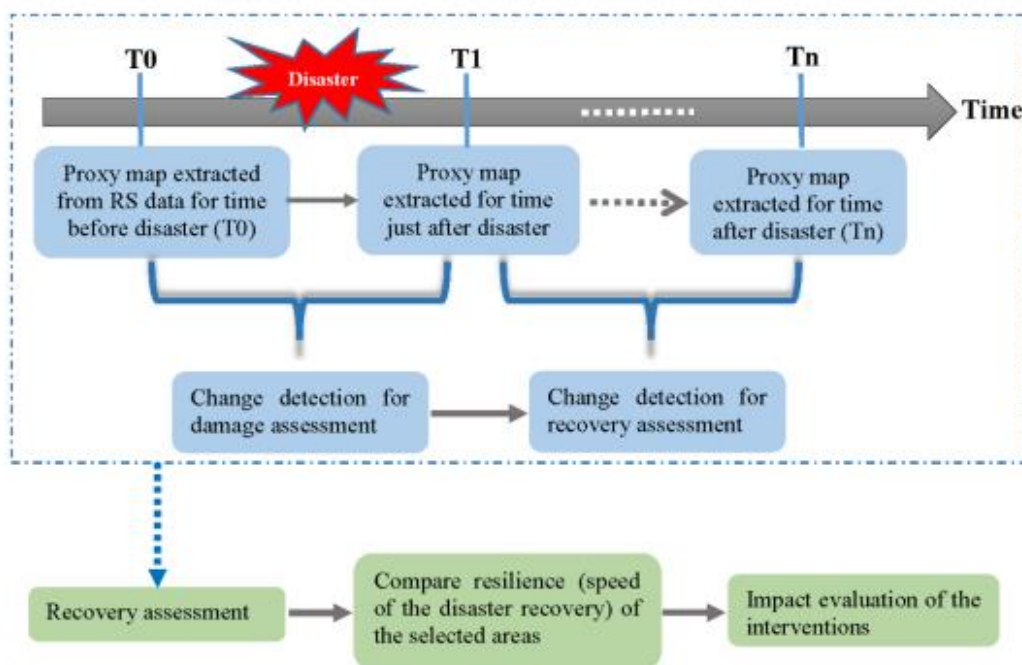 T0
Disaster
T1
Tn
Time
Proxy map extracted
from RS data for time
before disaster (T0)
Proxy map
extracted for time
just after disaster
Proxy map
extracted for time
after disaster (Tn)
Change detection for
damage assessment
Change detection for
recovery assessment
Recovery assessment
Compare resilience (speed
of the disaster recovery) of
the selected areas
Impact evaluation of the
interventions